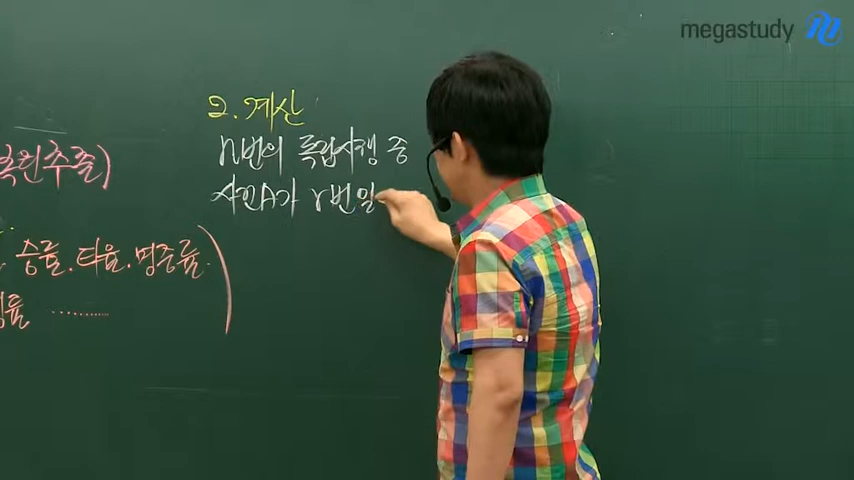 megastudy
복원추출)
승률. 타율. 명중률.
률 ........
2. 계산
n번의 독립시행 중
사건A가 r번 일